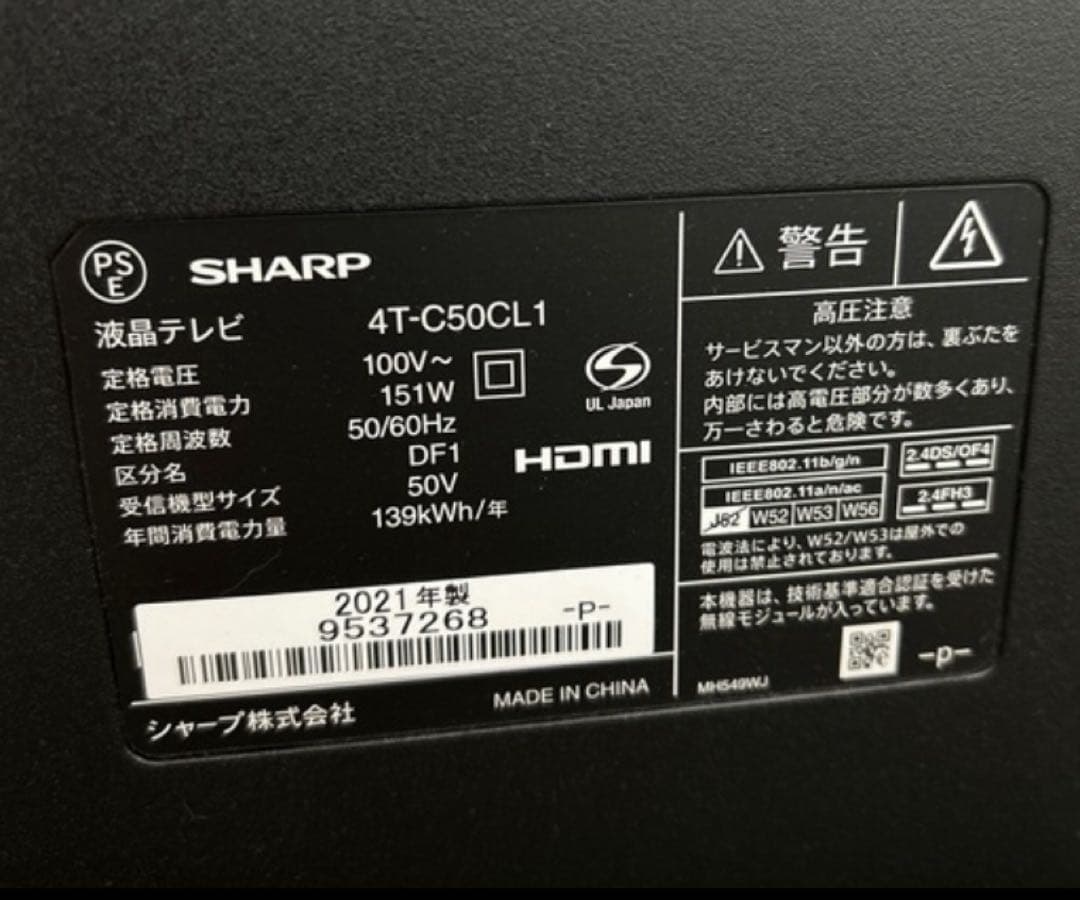 PS
E
SHARP
液晶テレビ 4T-C50CL1
定格電圧 100V～
定格消費電力 151W
定格周波数 50/60Hz
区分名 DF1
受信機型サイズ 50V
年間消費電力量 139kWh/年
UL Japan
HDMI
2021年製
9537268 -P-
シャープ株式会社
MADE IN CHINA
警告
高圧注意
サービスマン以外の方は、裏ぶたを
あけないでください。
内部には高電圧部分が数多くあり、
万一さわると危険です。
IEEE802.11b/g/n
2.4DS/OF4
IEEE802.11a/n/ac
J52 W52 W53 W56
2.4FH3
電波法により、W52/W53は屋外での
使用は禁止されております。
本機器は、技術基準適合認証を受けた
無線モジュールが入っています。
-p-
MH549WJ